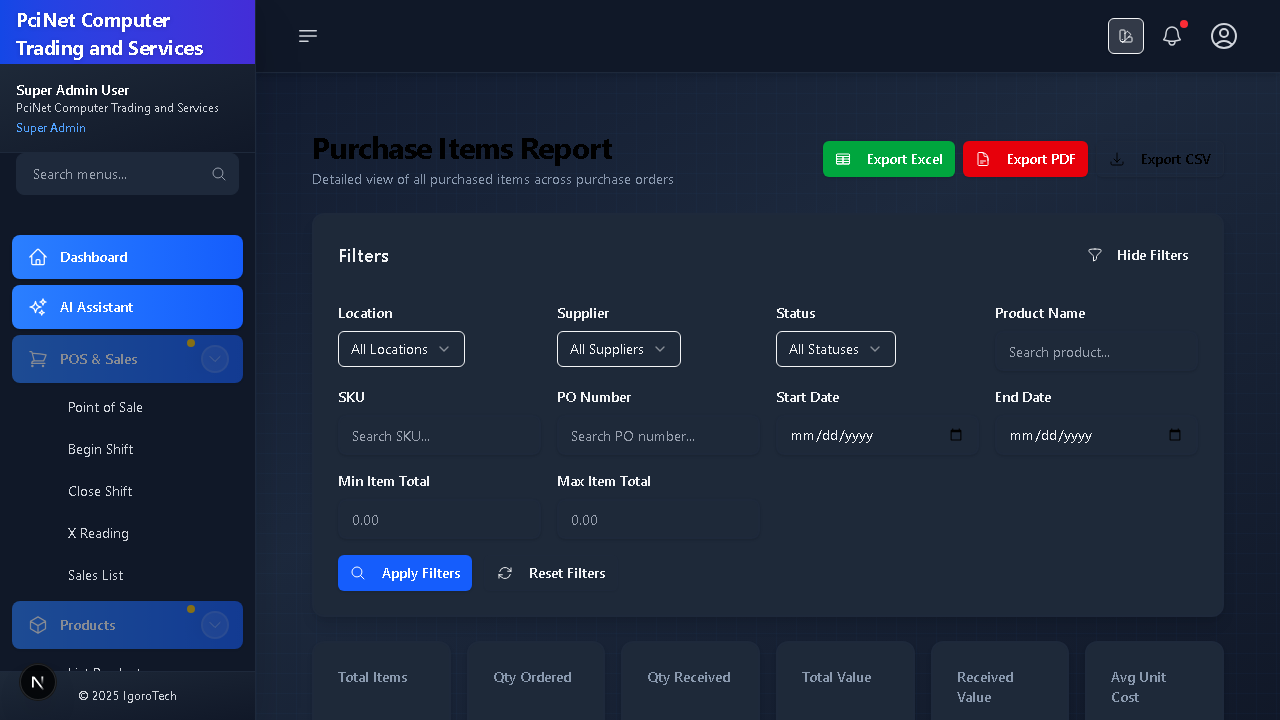 PciNet Computer
Trading and Services
Super Admin User
PciNet Computer Trading and Services
Super Admin
Search menus...
Dashboard
AI Assistant
POS & Sales
Point of Sale
Begin Shift
Close Shift
X Reading
Sales List
Products
N
© 2025 IgoroTech
Purchase Items Report
Detailed view of all purchased items across purchase orders
Export Excel
Export PDF
Export CSV
Filters
Hide Filters
Location
Supplier
Status
Product Name
All Locations
All Suppliers
All Statuses
Search product...
SKU
PO Number
Start Date
End Date
Search SKU...
Search PO number...
mm/dd/yyyy
mm/dd/yyyy
Min Item Total
Max Item Total
0.00
0.00
Apply Filters
Reset Filters
Total Items
Qty Ordered
Qty Received
Total Value
Received
Value
Avg Unit
Cost